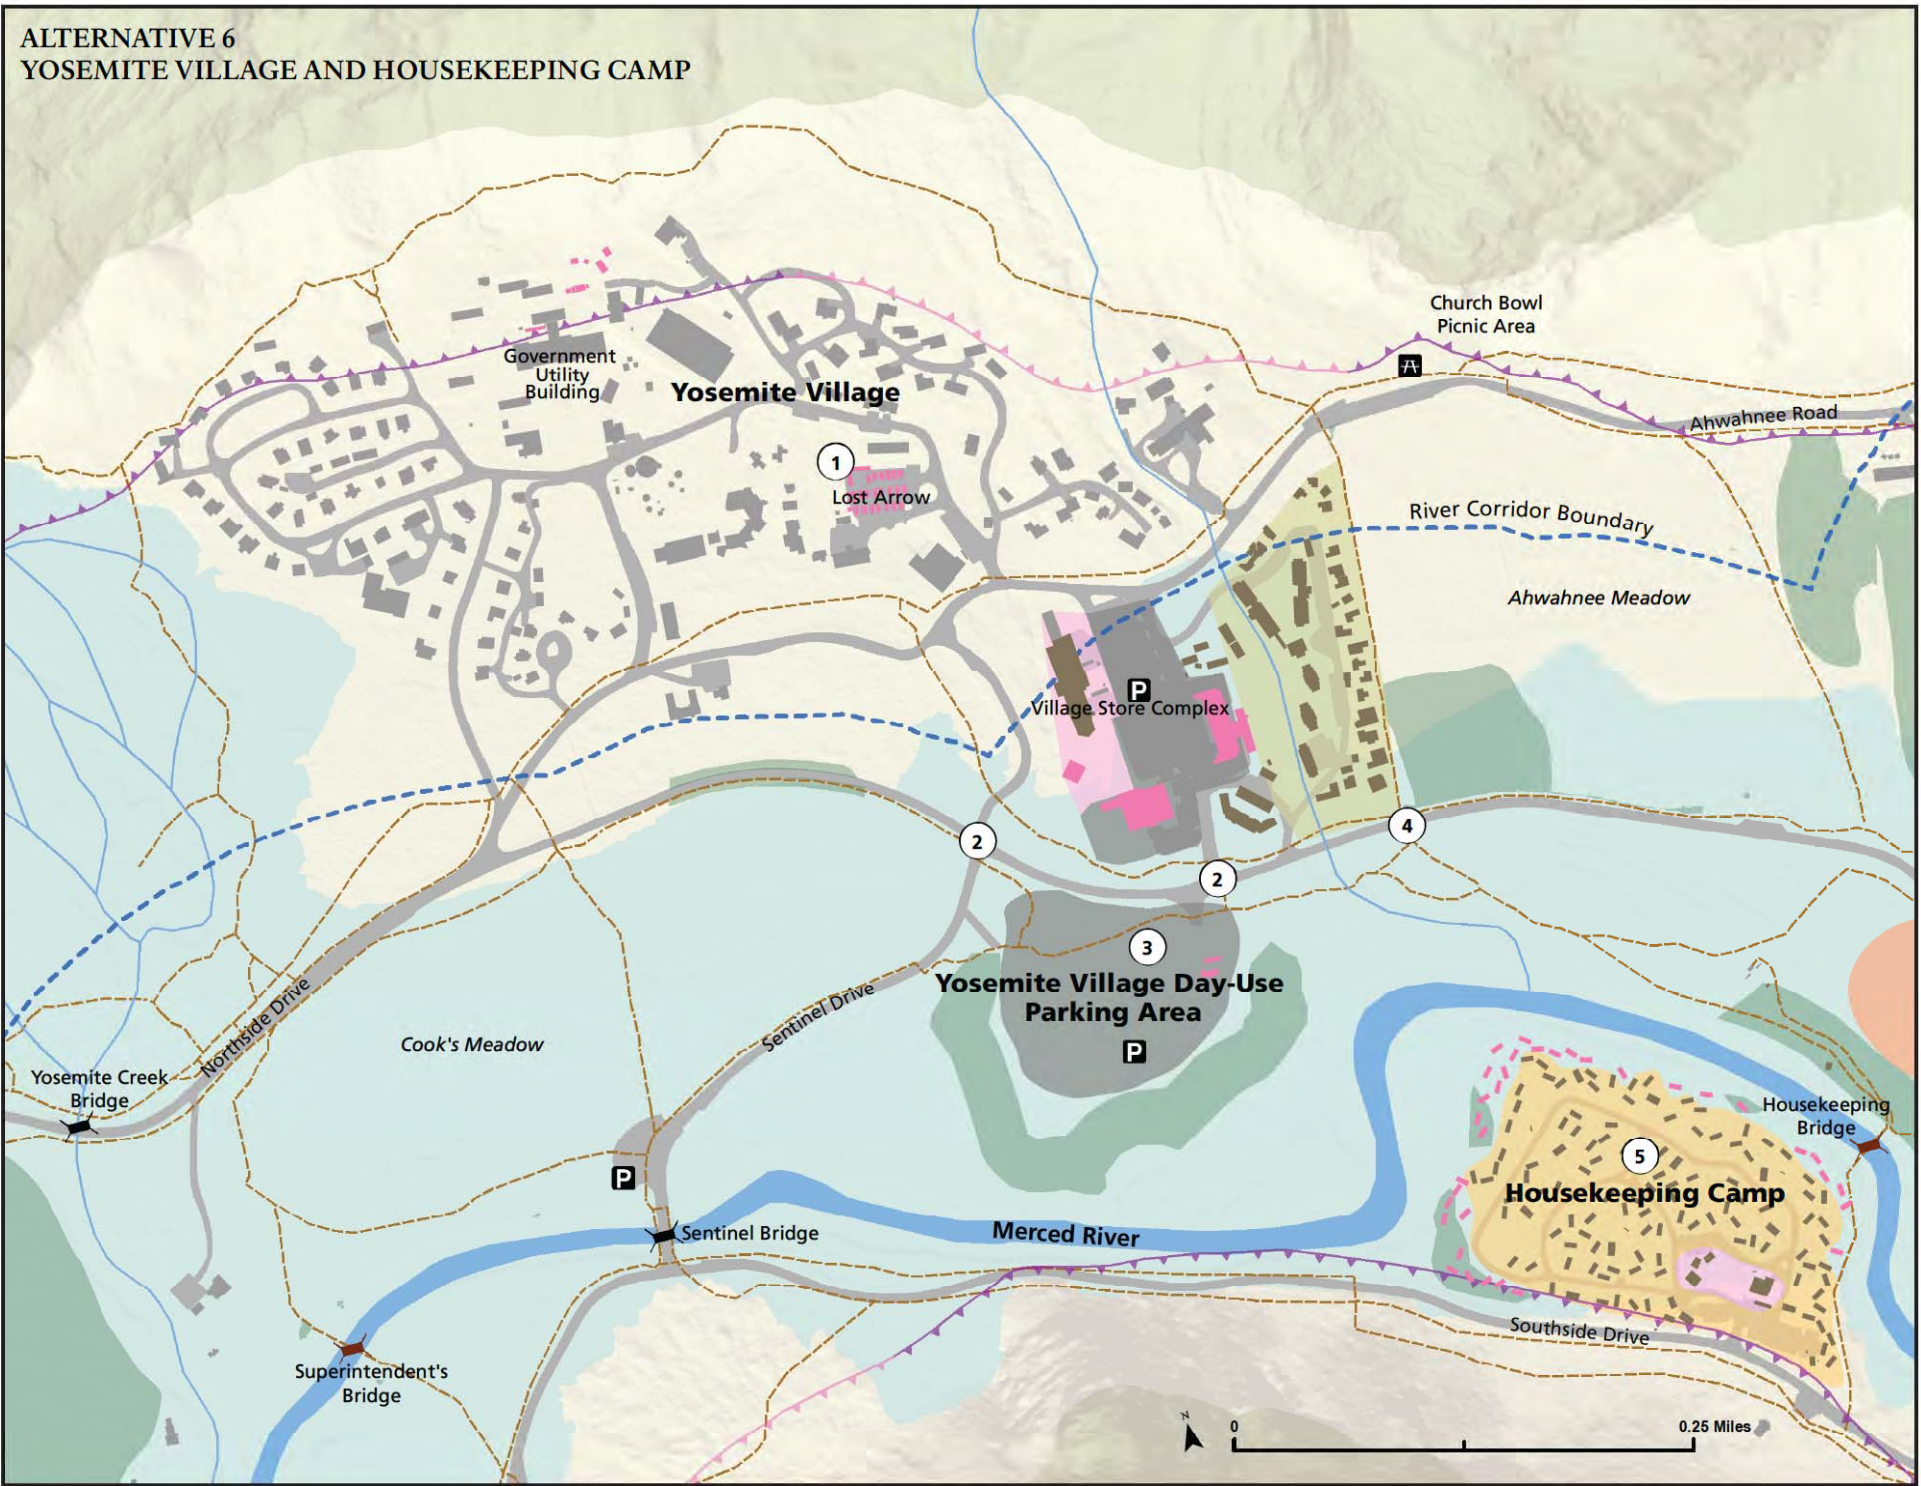 ALTERNATIVE 6
YOSEMITE VILLAGE AND HOUSEKEEPING CAMP
Church Bowl
Picnic Area
Government
Utility
Building
Yosemite Village
Ahwahnee Road
1
Lost Arrow
River Corridor Boundary
Ahwahnee Meadow
P
Village Store Complex
2
4
2
3
Yosemite Village Day-Use
Parking Area
P
Northside Drive
Sentinel Drive
Cook's Meadow
Yosemite Creek
Bridge
Housekeeping
Bridge
5
Housekeeping Camp
P
Sentinel Bridge
Merced River
Southside Drive
Superintendent's
Bridge
N
0
0.25 Miles